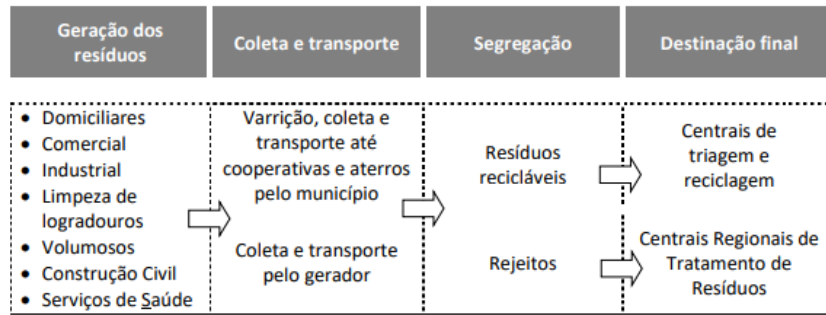 Geração dos
resíduos
Coleta e transporte
Segregação
Destinação final
• Domiciliares
• Comercial
• Industrial
• Limpeza de
logradouros
• Volumosos
• Construção Civil
• Serviços de Saúde
Varrição, coleta e
transporte até
cooperativas e aterros
pelo município
Coleta e transporte
pelo gerador
Resíduos
recicláveis
Rejeitos
Centrais de
triagem e
reciclagem
Centrais Regionais de
Tratamento de
Resíduos